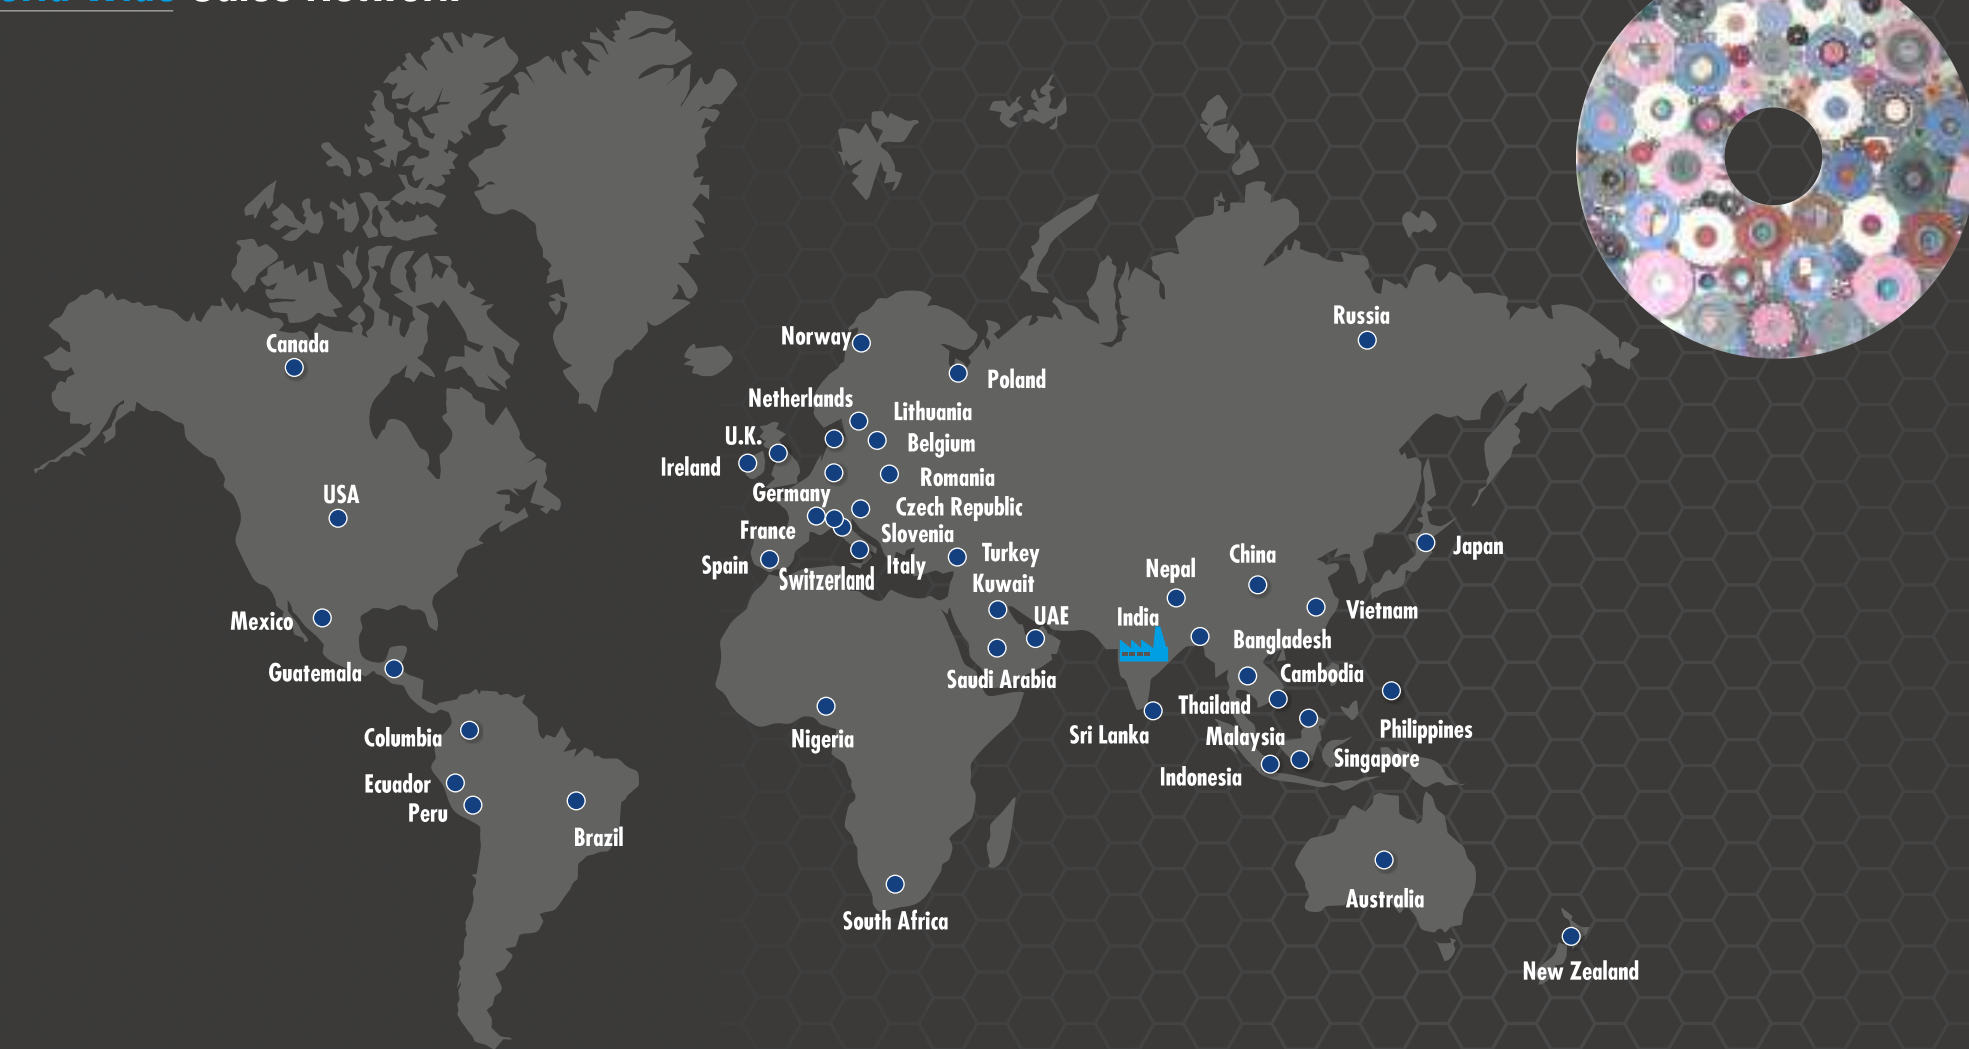 Canada
USA
Mexico
Guatemala
Columbia
Ecuador
Peru
Brazil
Norway
Poland
Netherlands
Lithuania
U.K.
Belgium
Ireland
Romania
Germany
Czech Republic
France
Slovenia
Spain
Switzerland
Italy
Turkey
Kuwait
UAE
Saudi Arabia
Nigeria
South Africa
Russia
Japan
China
Nepal
India
Vietnam
Bangladesh
Cambodia
Thailand
Sri Lanka
Malaysia
Philippines
Singapore
Indonesia
Australia
New Zealand